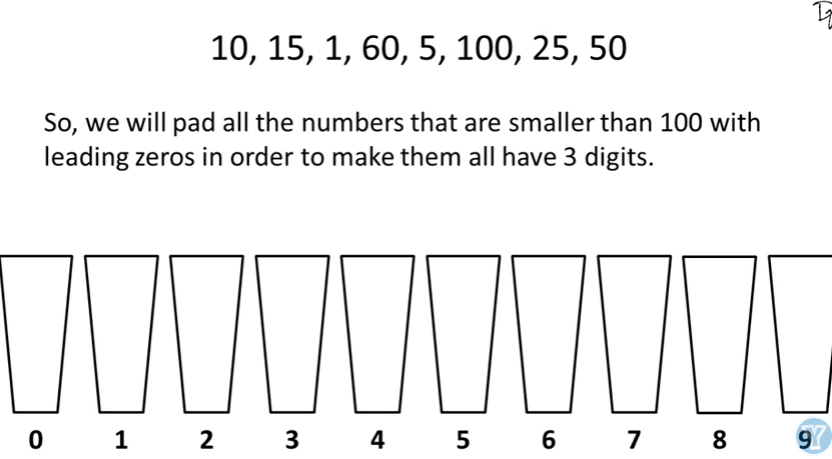 10, 15, 1, 60, 5, 100, 25, 50
So, we will pad all the numbers that are smaller than 100 with
leading zeros in order to make them all have 3 digits.
0 1 2 3 4 5 6 7 8 9